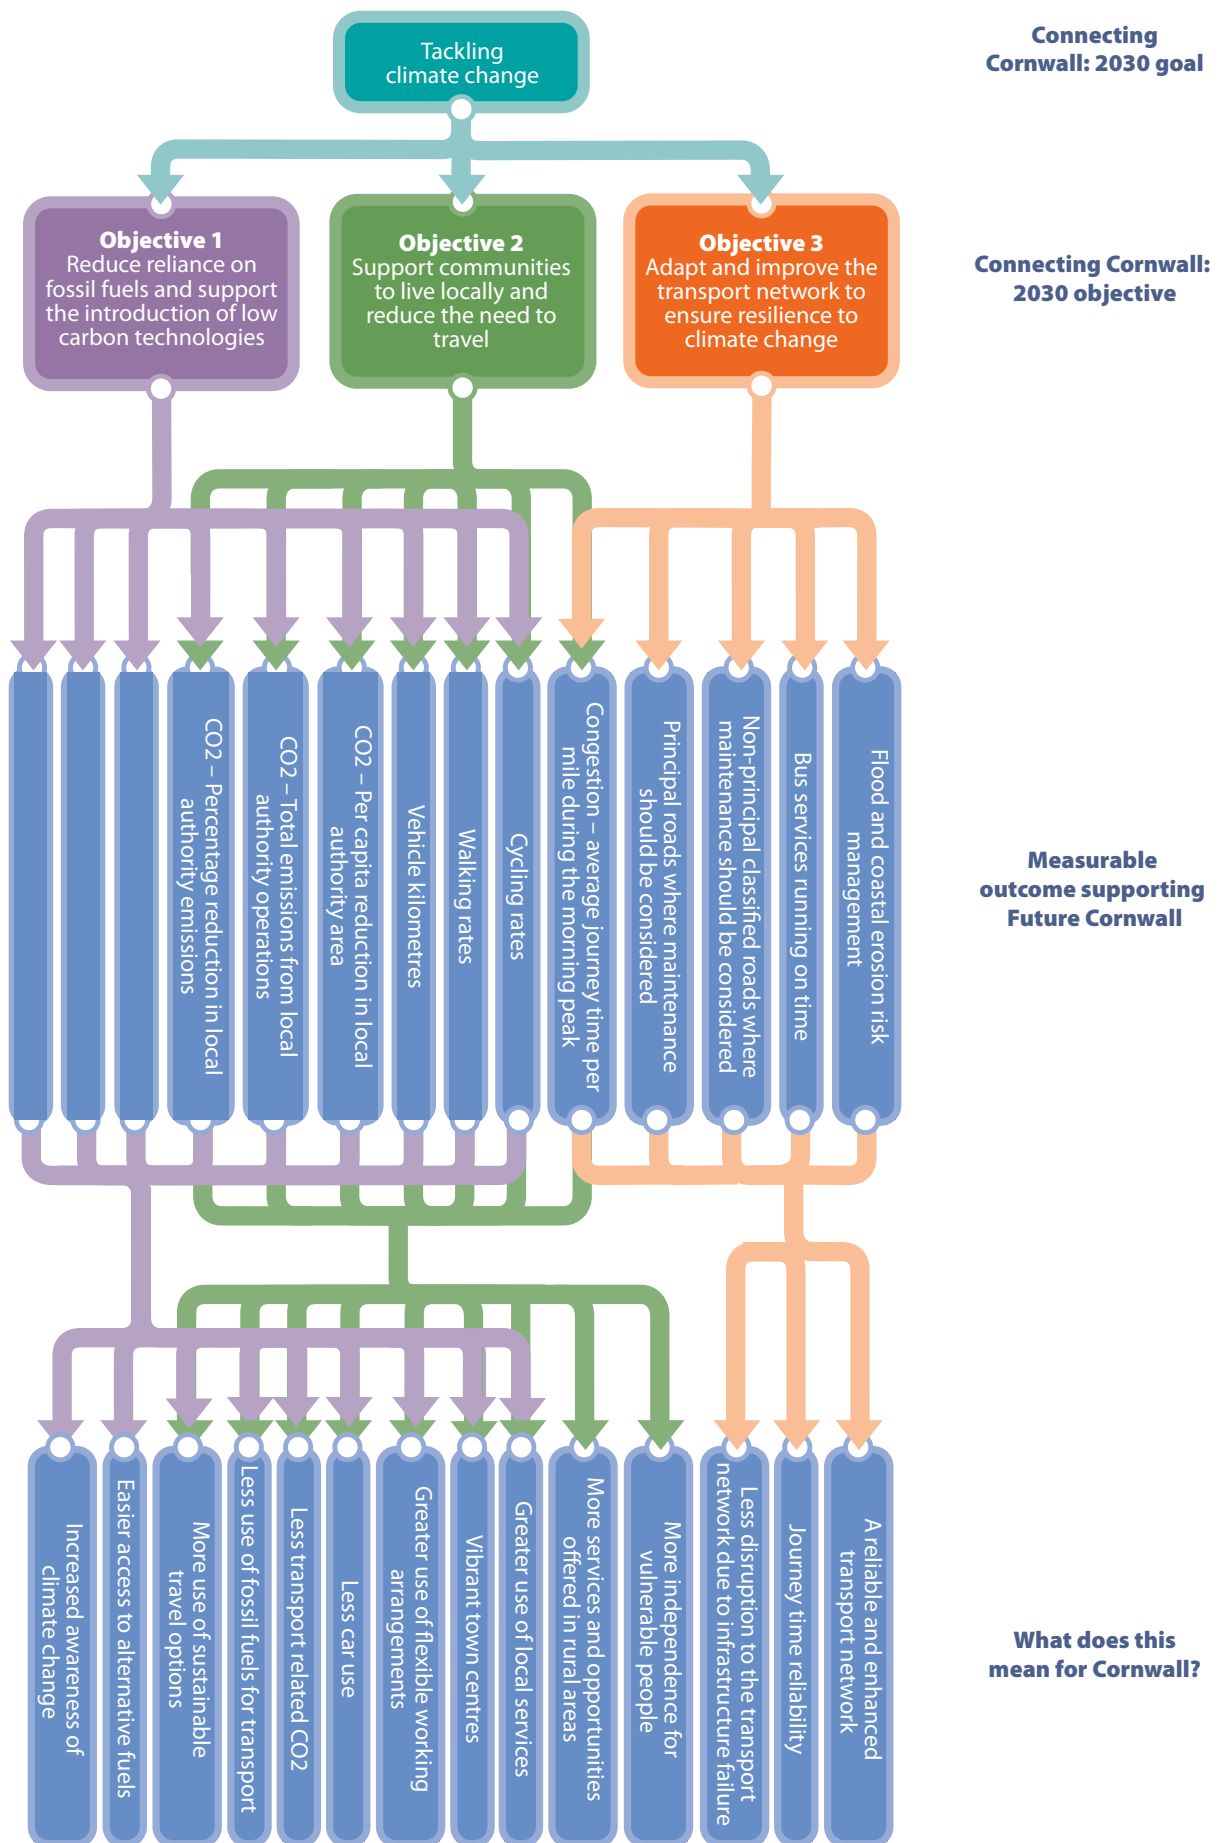 Tackling
climate change
Connecting
Cornwall: 2030 goal
Objective 1
Reduce reliance on
fossil fuels and support
the introduction of low
carbon technologies
Objective 2
Support communities
to live locally and
reduce the need to
travel
Objective 3
Adapt and improve the
transport network to
ensure resilience to
climate change
Connecting Cornwall:
2030 objective
CO2 – Percentage reduction in local
authority emissions
CO2 – Total emissions from local
authority operations
CO2 – Per capita reduction in local
authority area
Vehicle kilometres
Walking rates
Cycling rates
Congestion – average journey time per
mile during the morning peak
Principal roads where maintenance
should be considered
Non-principal classified roads where
maintenance should be considered
Bus services running on time
Flood and coastal erosion risk
management
Measurable
outcome supporting
Future Cornwall
Increased awareness of
climate change
Easier access to alternative fuels
More use of sustainable
travel options
Less use of fossil fuels for transport
Less transport related CO2
Less car use
Greater use of flexible working
arrangements
Vibrant town centres
Greater use of local services
More services and opportunities
offered in rural areas
More independence for
vulnerable people
Less disruption to the transport
network due to infrastructure failure
Journey time reliability
A reliable and enhanced
transport network
What does this
mean for Cornwall?